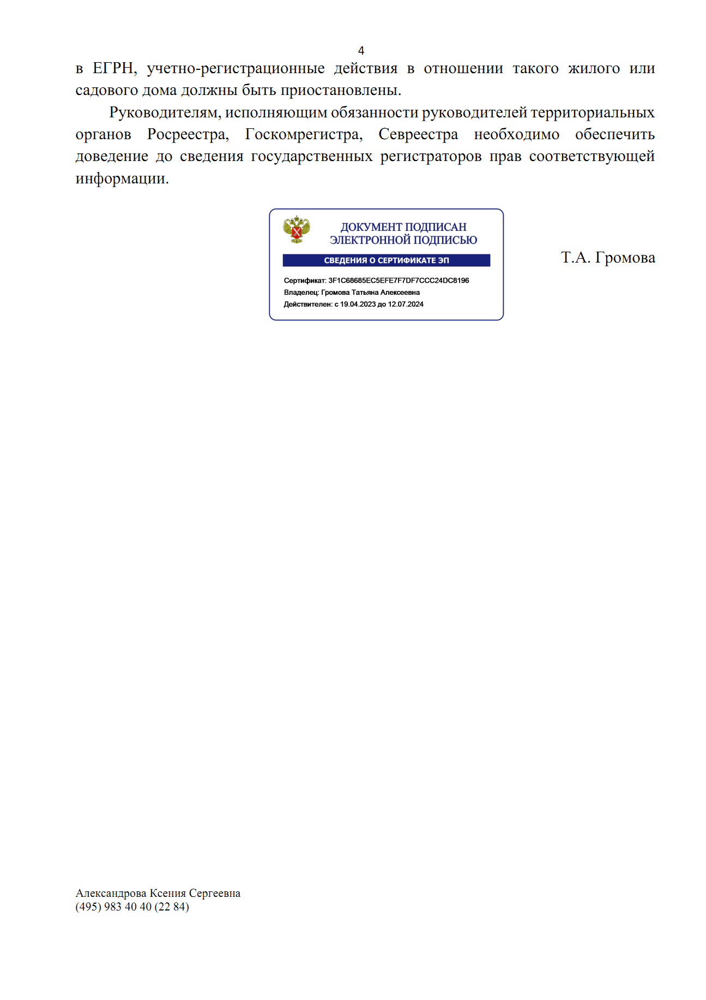 4
в ЕГРН, учетно-регистрационные действия в отношении такого жилого или
садового дома должны быть приостановлены.
Руководителям, исполняющим обязанности руководителей территориальных
органов Росреестра, Госкомрегистра, Севреестра необходимо обеспечить
доведение до сведения государственных регистраторов прав соответствующей
информации.
ДОКУМЕНТ ПОДПИСАН
ЭЛЕКТРОННОЙ ПОДПИСЬЮ
СВЕДЕНИЯ О СЕРТИФИКАТЕ ЭП
Сертификат: 3F1C68685EC5EFE7F7DF7CCC24DC8196
Владелец: Громова Татьяна Алексеевна
Действителен: с 19.04.2023 до 12.07.2024
Т.А. Громова
Александрова Ксения Сергеевна
(495) 983 40 40 (22 84)